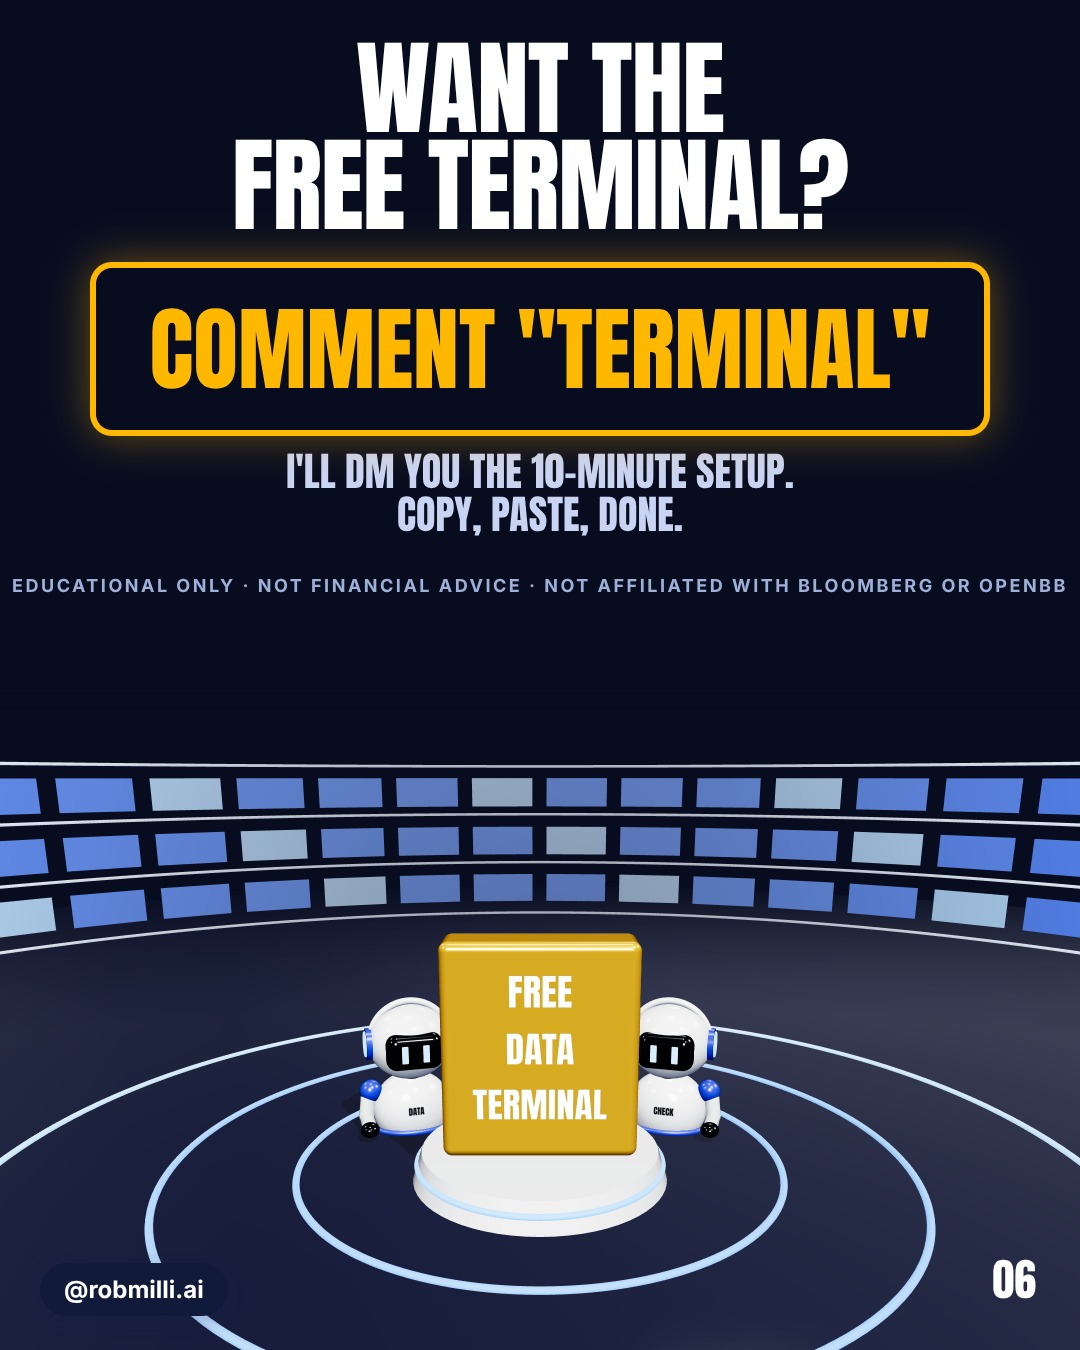 WANT THE
FREE TERMINAL?
COMMENT "TERMINAL"
I'LL DM YOU THE 10-MINUTE SETUP.
COPY, PASTE, DONE.
EDUCATIONAL ONLY · NOT FINANCIAL ADVICE · NOT AFFILIATED WITH BLOOMBERG OR OPENBB
FREE
DATA
TERMINAL
DATA
CHECK
@robmilli.ai
06